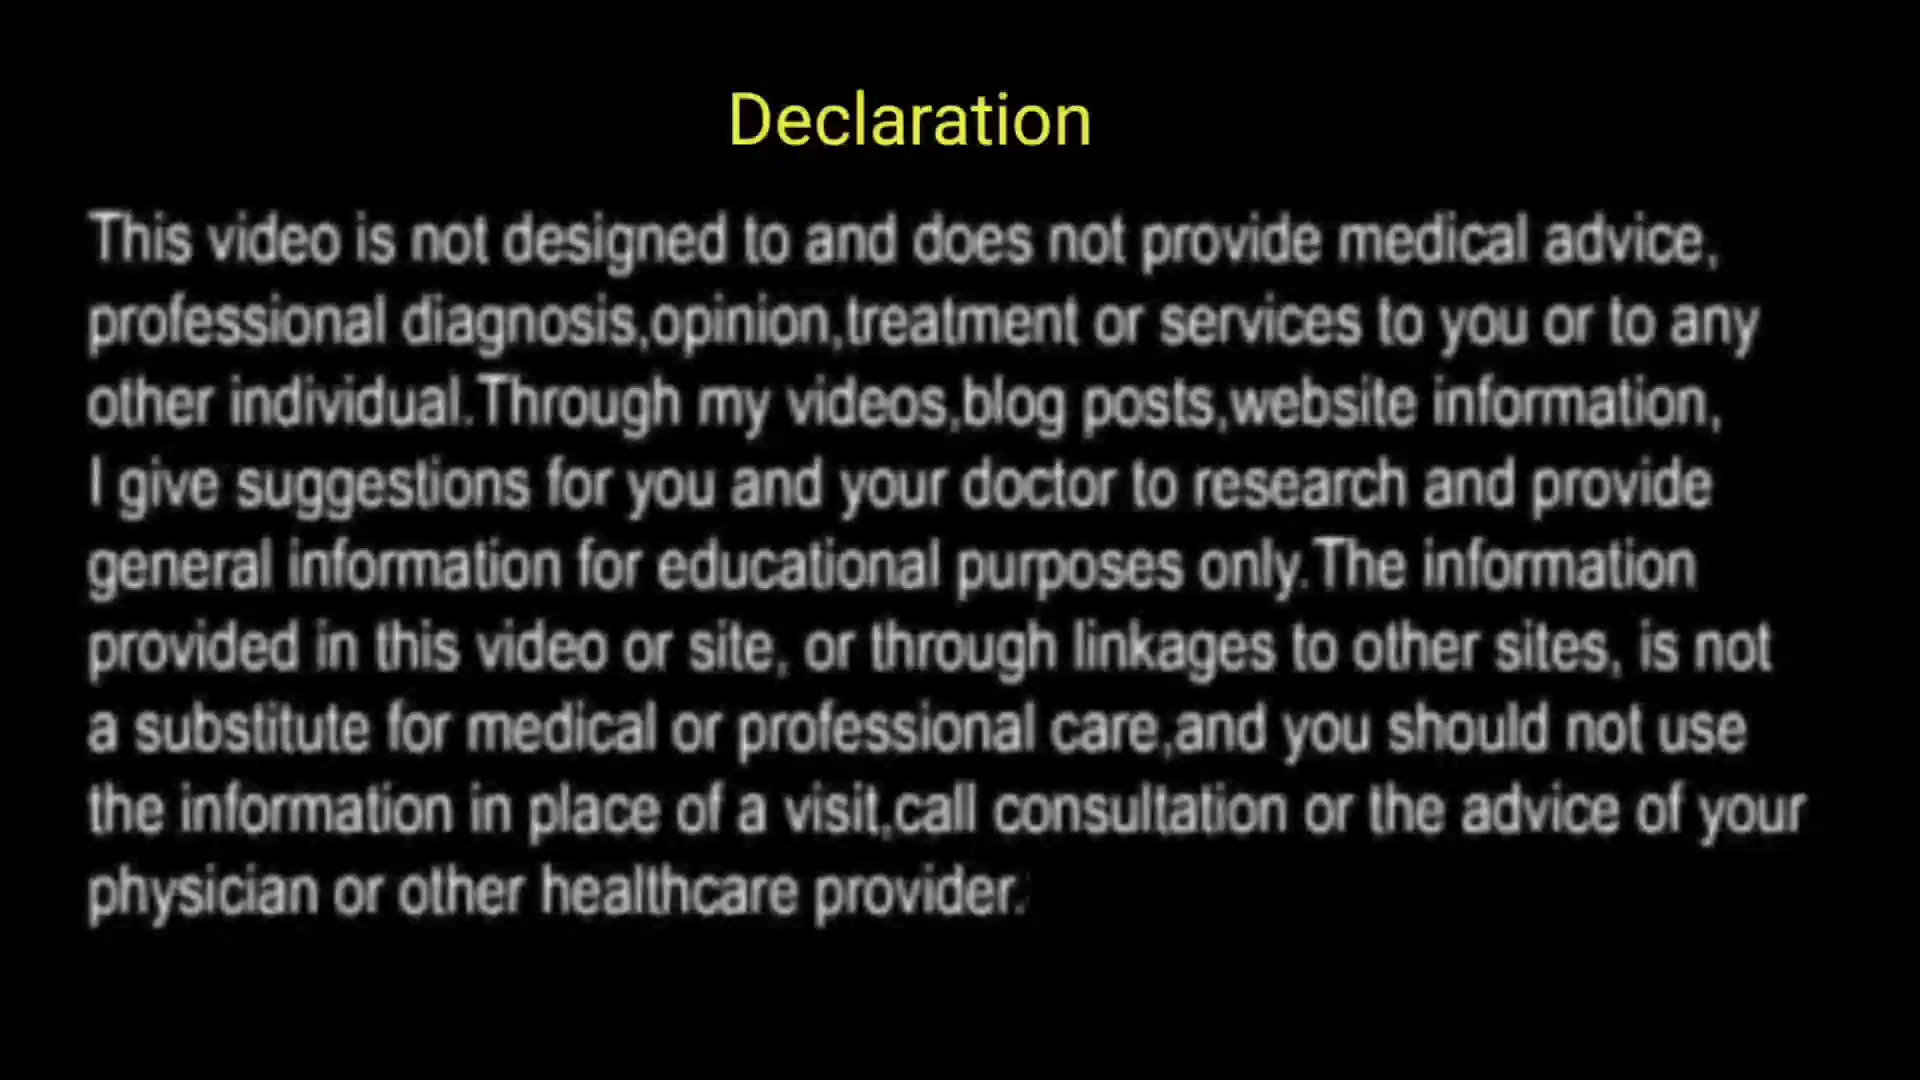 Declaration
This video is not designed to and does not provide medical advice,
professional diagnosis,opinion,treatment or services to you or to any
other individual.Through my videos,blog posts,website information,
I give suggestions for you and your doctor to research and provide
general information for educational purposes only.The information
provided in this video or site, or through linkages to other sites, is not
a substitute for medical or professional care,and you should not use
the information in place of a visit,call consultation or the advice of your
physician or other healthcare provider.